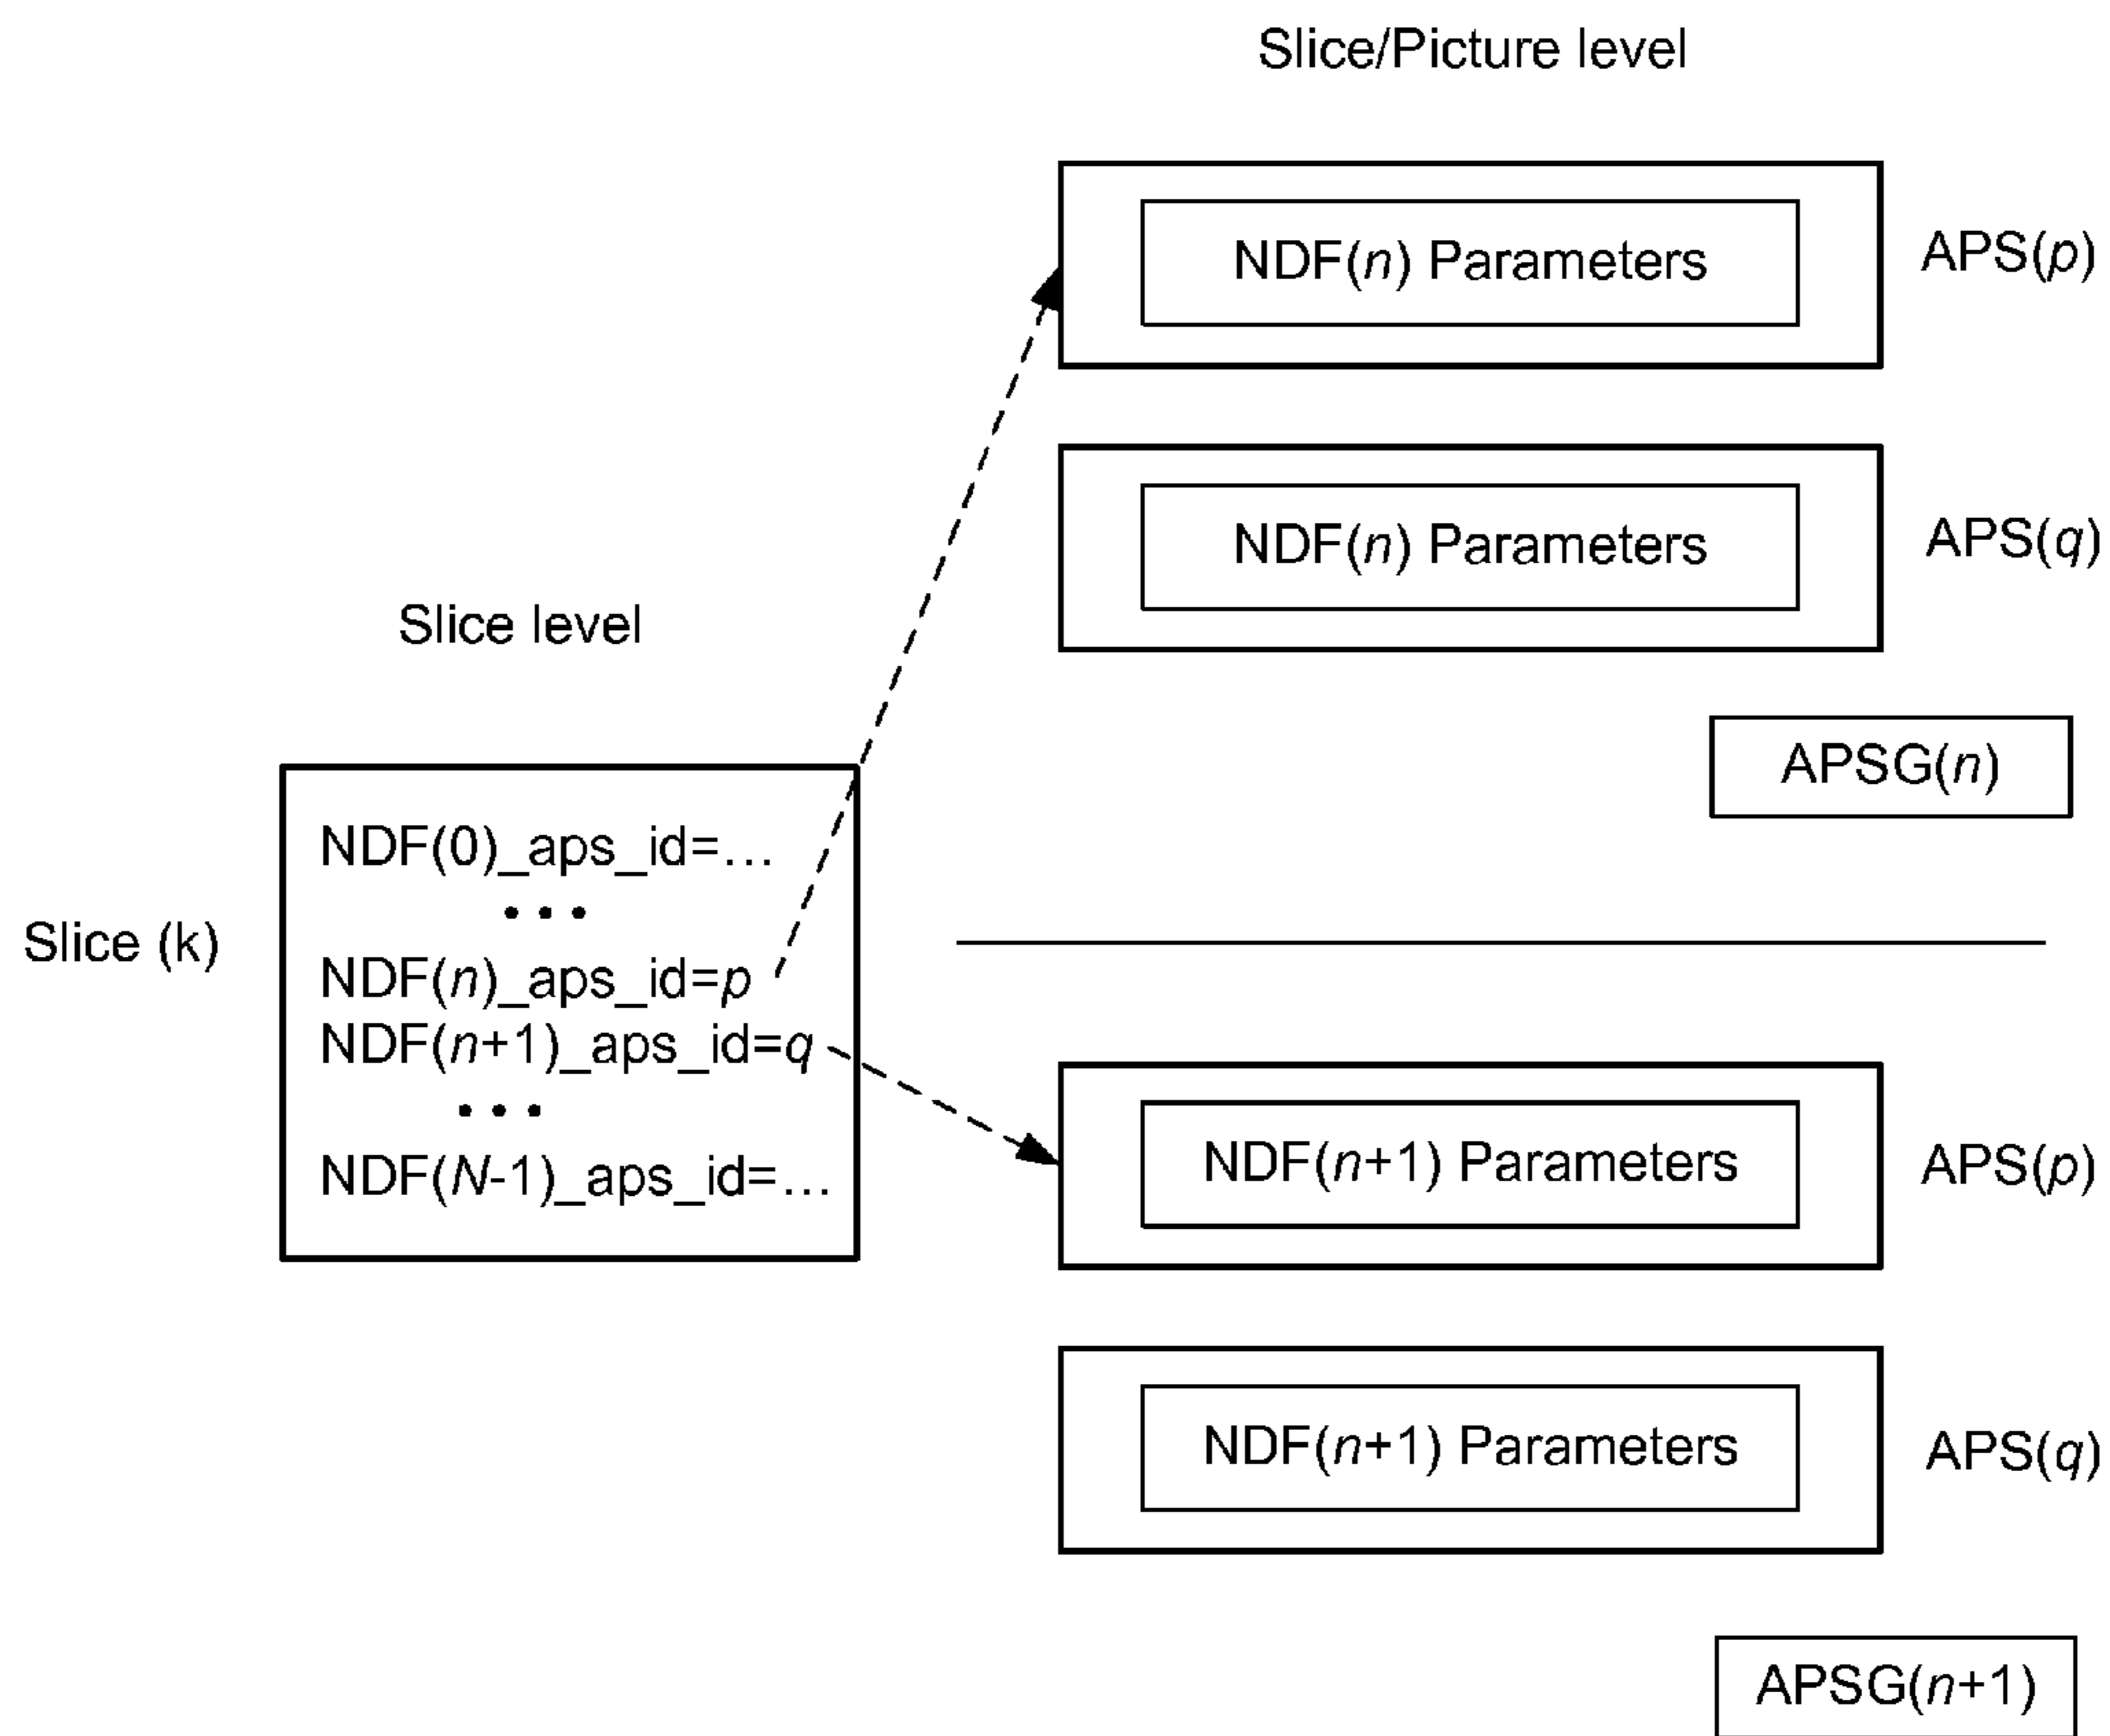 Slice/Picture level
NDF(n) Parameters
APS(p)
NDF(n) Parameters
APS(q)
APSG(n)
Slice level
Slice (k)
NDF(0)_aps_id=…
• • •
NDF(n)_aps_id=p
NDF(n+1)_aps_id=q
• • •
NDF(N-1)_aps_id=…
NDF(n+1) Parameters
APS(p)
NDF(n+1) Parameters
APS(q)
APSG(n+1)